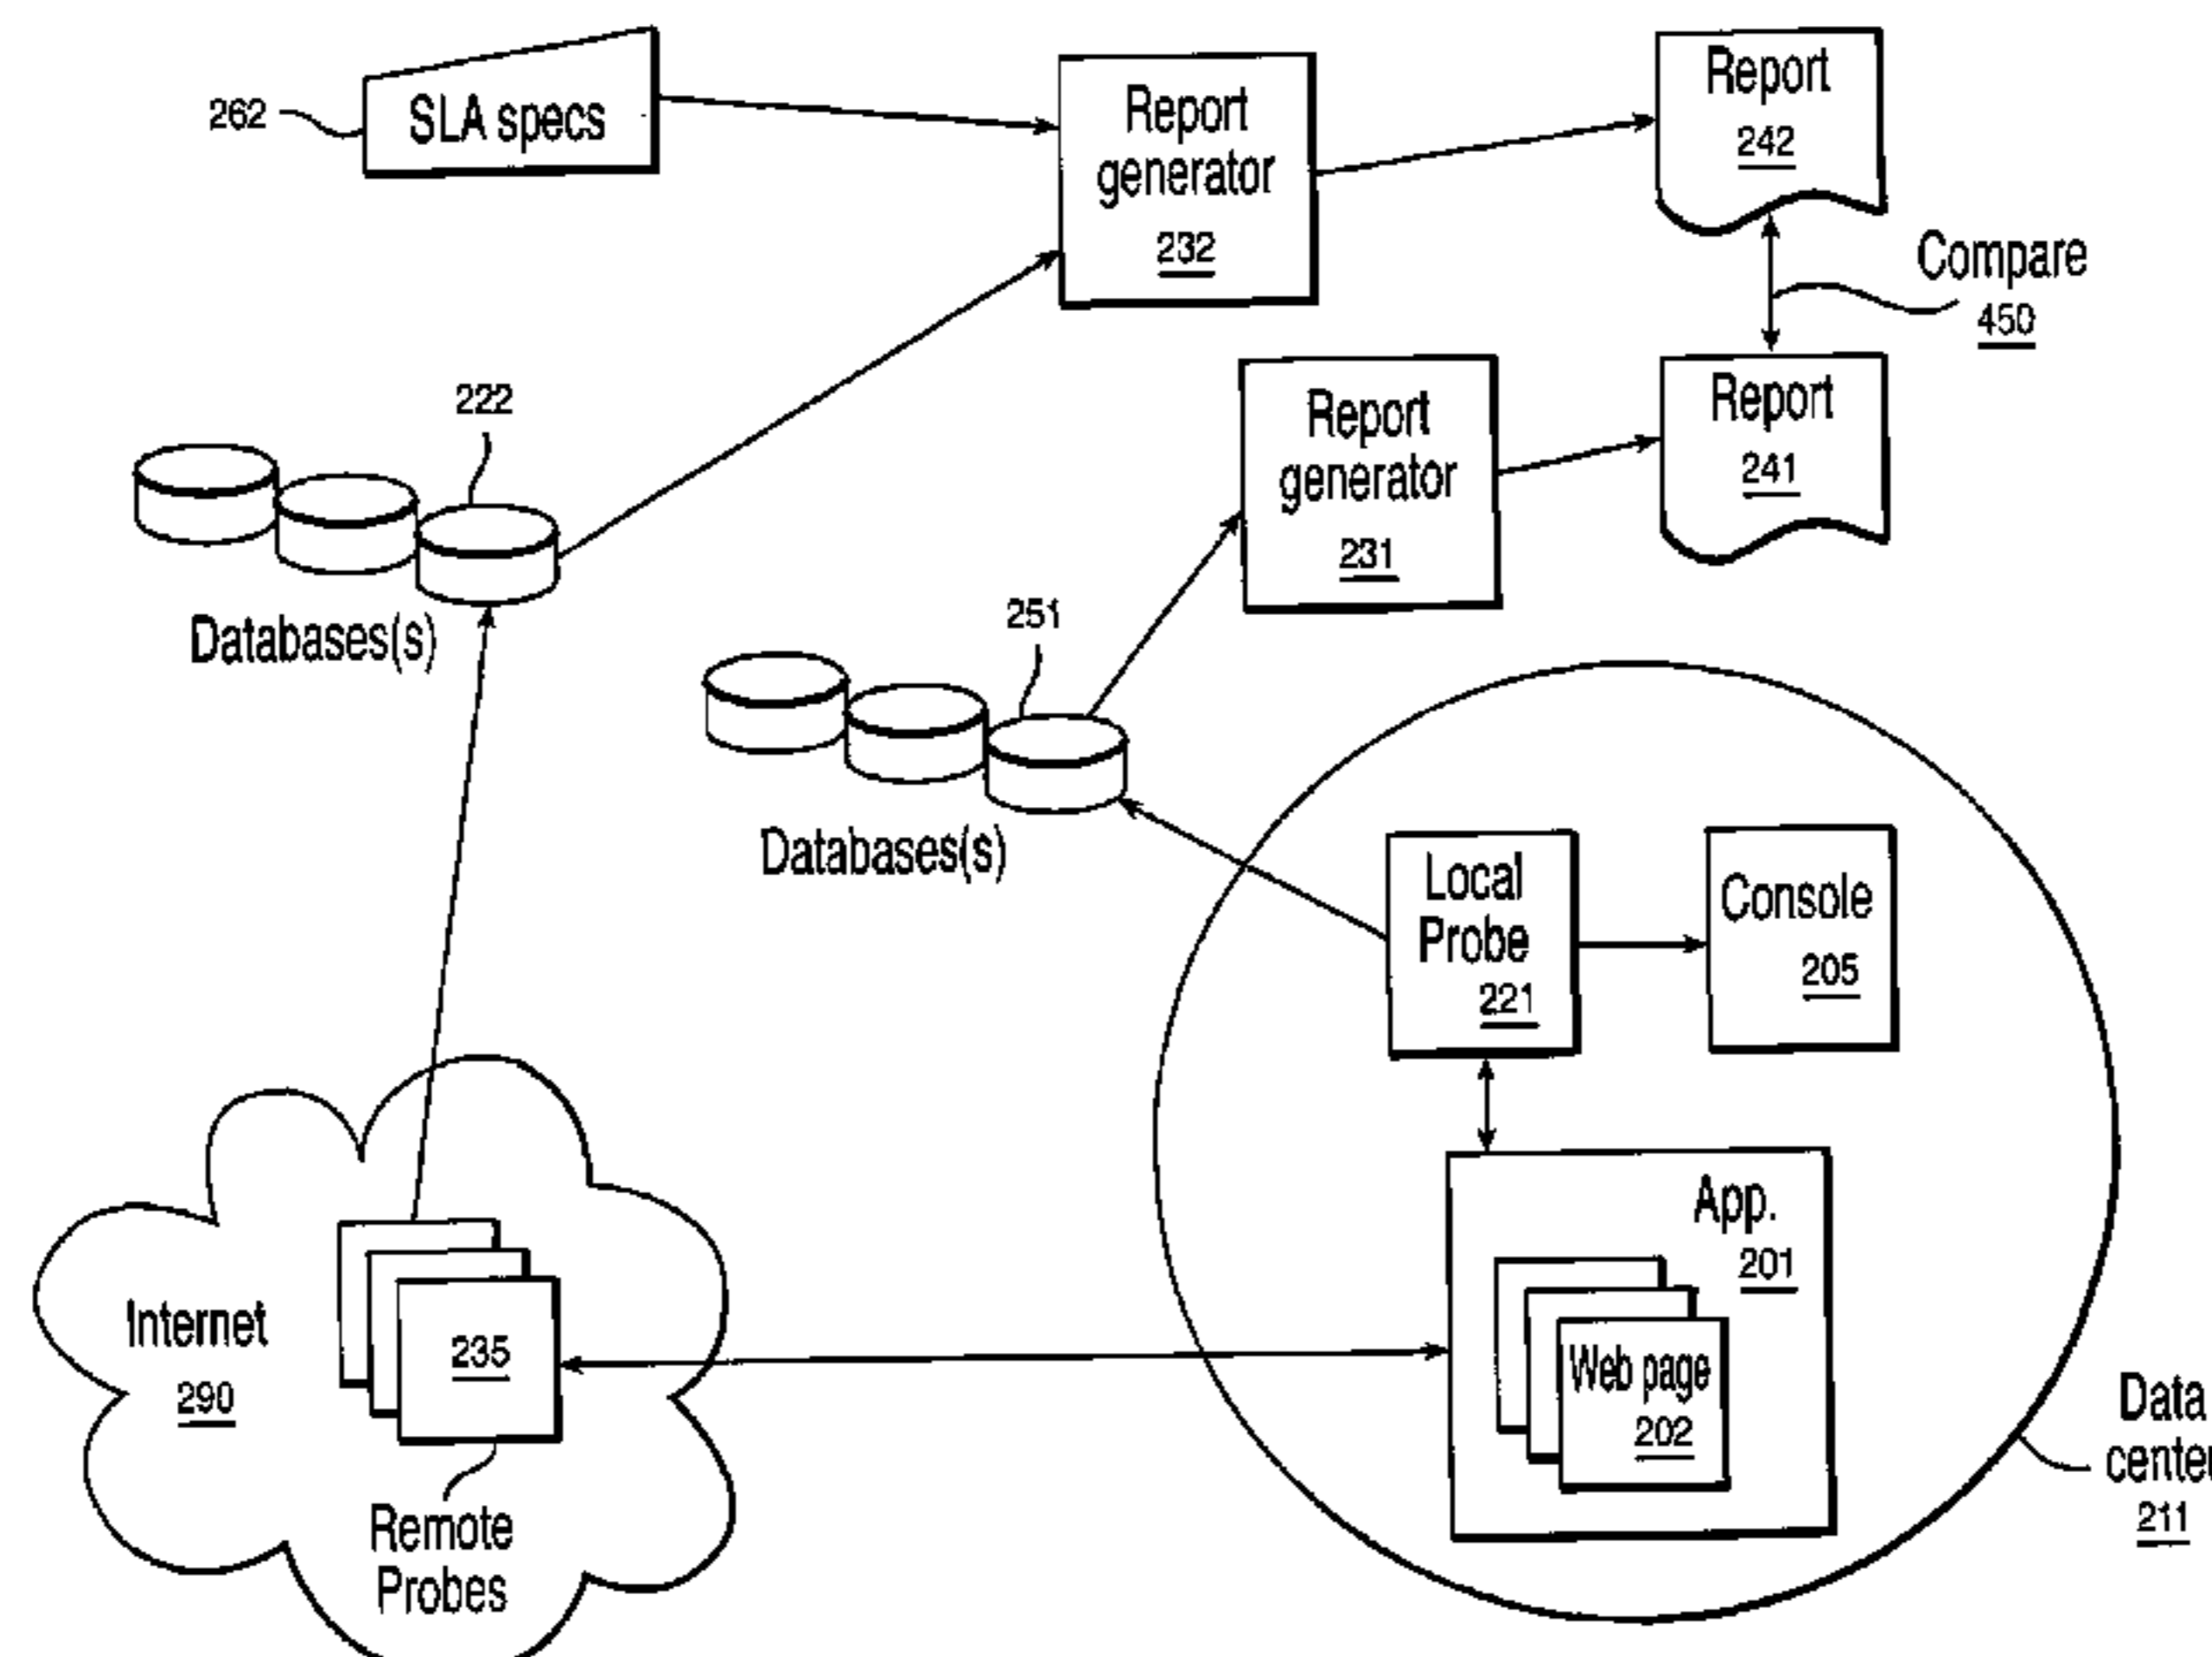 262
SLA specs
Report
generator
232
Report
242
Compare
450
222
Databases(s)
Report
generator
231
Report
241
251
Databases(s)
Local
Probe
221
Console
205
App.
201
Web page
202
Internet
290
235
Remote
Probes
Data
center
211